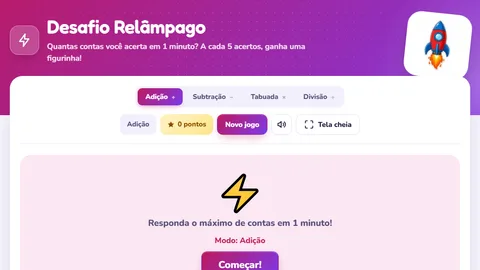 Desafio Relâmpago
Quantas contas você acerta em 1 minuto? A cada 5 acertos, ganha uma
figurinha!
Adição +
Subtração −
Tabuada ×
Divisão ÷
Adição
★ 0 pontos
Novo jogo
Tela cheia
Responda o máximo de contas em 1 minuto!
Modo: Adição
Começar!